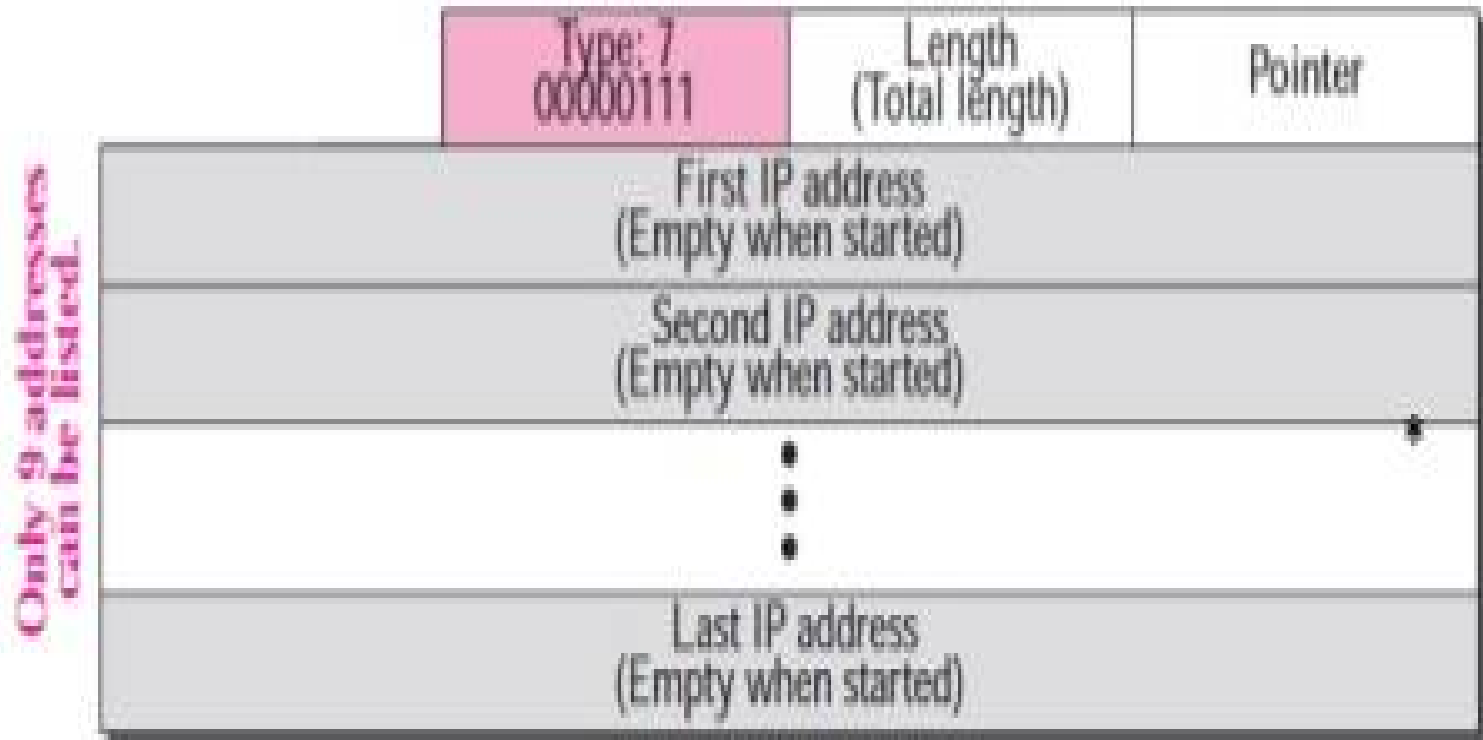 Type: 7
00000111
Length
(Total length)
Pointer
Only 9 addresses
can be listed.
First IP address
(Empty when started)
Second IP address
(Empty when started)
Last IP address
(Empty when started)